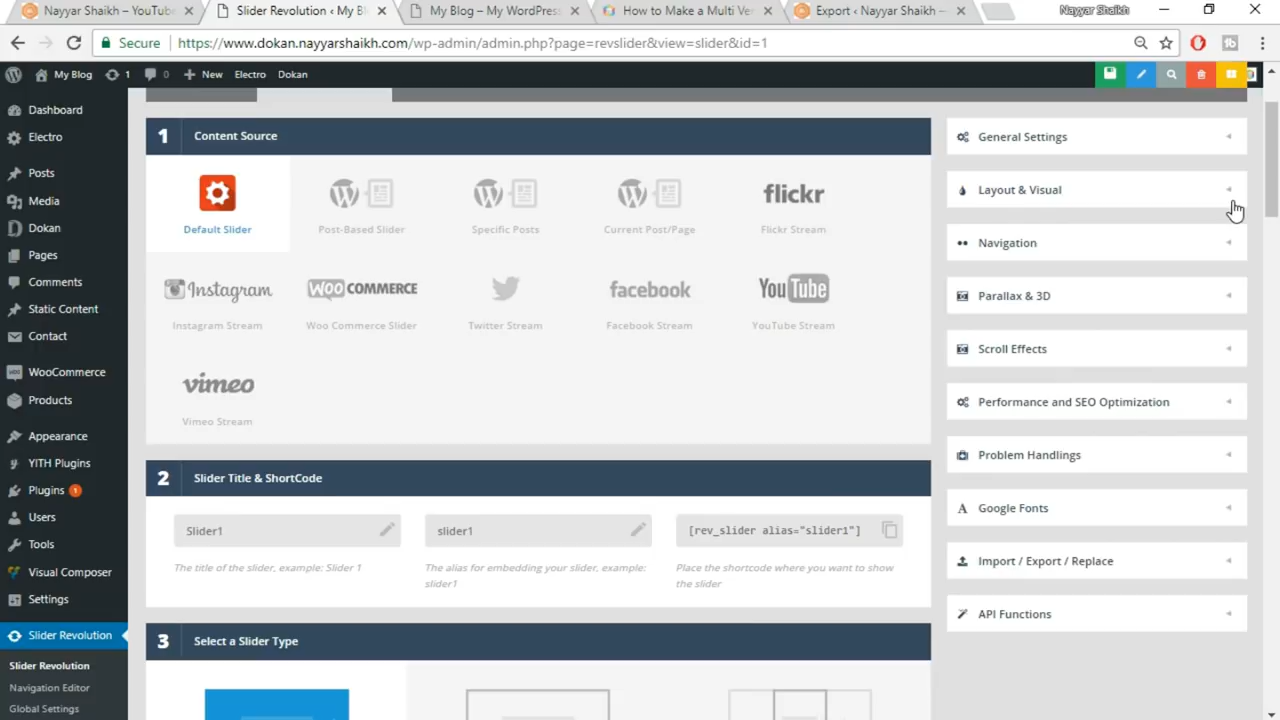 Nayyar Shaikh – YouTube
Slider Revolution ‹ My Bl
My Blog – My WordPress
How to Make a Multi Ve
Export ‹ Nayyar Shaikh —
Nayyar Shaikh
Secure
https://www.dokan.nayyarshaikh.com/wp-admin/admin.php?page=revslider&view=slider&id=1
My Blog
1
0
New
Electro
Dokan
Dashboard
Electro
Posts
Media
Dokan
Pages
Comments
Static Content
Contact
WooCommerce
Products
Appearance
YITH Plugins
Plugins 1
Users
Tools
Visual Composer
Settings
Slider Revolution
Slider Revolution
Navigation Editor
Global Settings
1 Content Source
Default Slider
Post-Based Slider
Specific Posts
Current Post/Page
flickr
Flickr Stream
Instagram
Instagram Stream
WOO COMMERCE
Woo Commerce Slider
Twitter Stream
facebook
Facebook Stream
YouTube
YouTube Stream
vimeo
Vimeo Stream
2 Slider Title & ShortCode
Slider1
slider1
[rev_slider alias="slider1"]
The title of the slider, example: Slider 1
The alias for embedding your slider, example:
slider1
Place the shortcode where you want to show
the slider
3 Select a Slider Type
General Settings
Layout & Visual
Navigation
Parallax & 3D
Scroll Effects
Performance and SEO Optimization
Problem Handlings
Google Fonts
Import / Export / Replace
API Functions